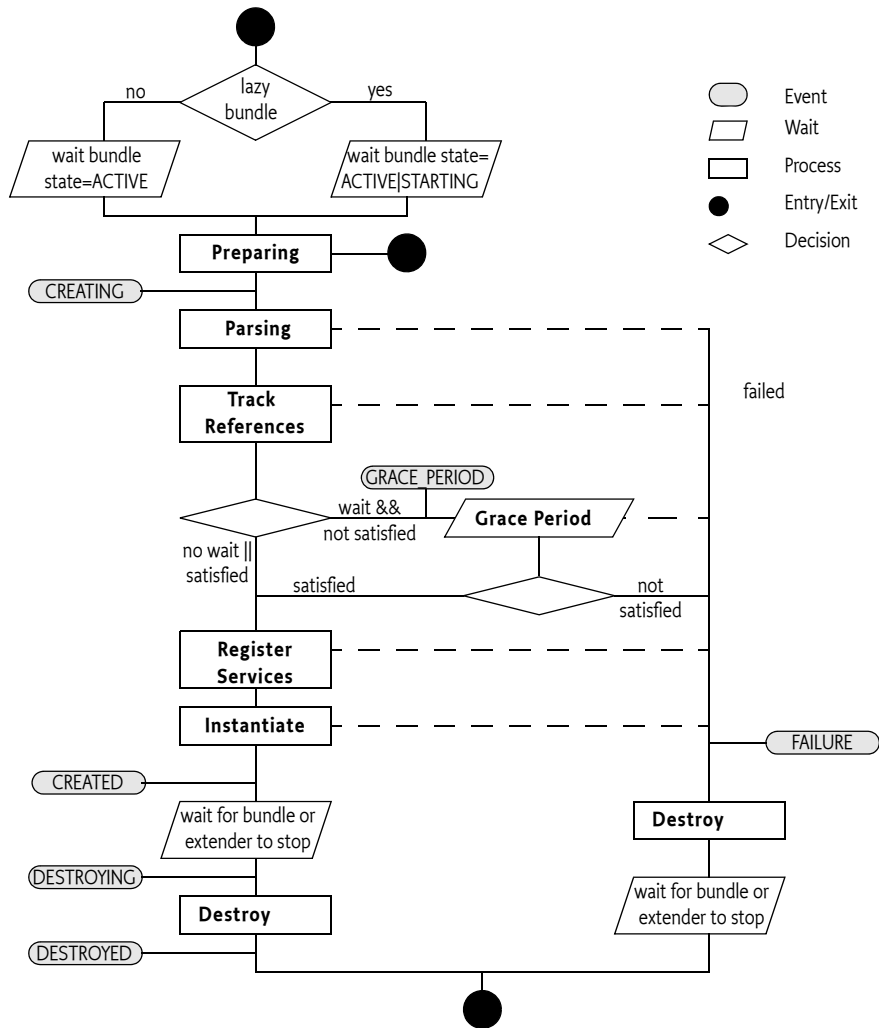 lazy
bundle
no
yes
wait bundle
state=ACTIVE
wait bundle state=
ACTIVE|STARTING
Event
Wait
Process
Entry/Exit
Decision
Preparing
CREATING
Parsing
failed
Track
References
GRACE_PERIOD
wait &&
not satisfied
Grace Period
no wait ||
satisfied
satisfied
not
satisfied
Register
Services
Instantiate
FAILURE
CREATED
wait for bundle or
extender to stop
Destroy
DESTROYING
Destroy
wait for bundle or
extender to stop
DESTROYED